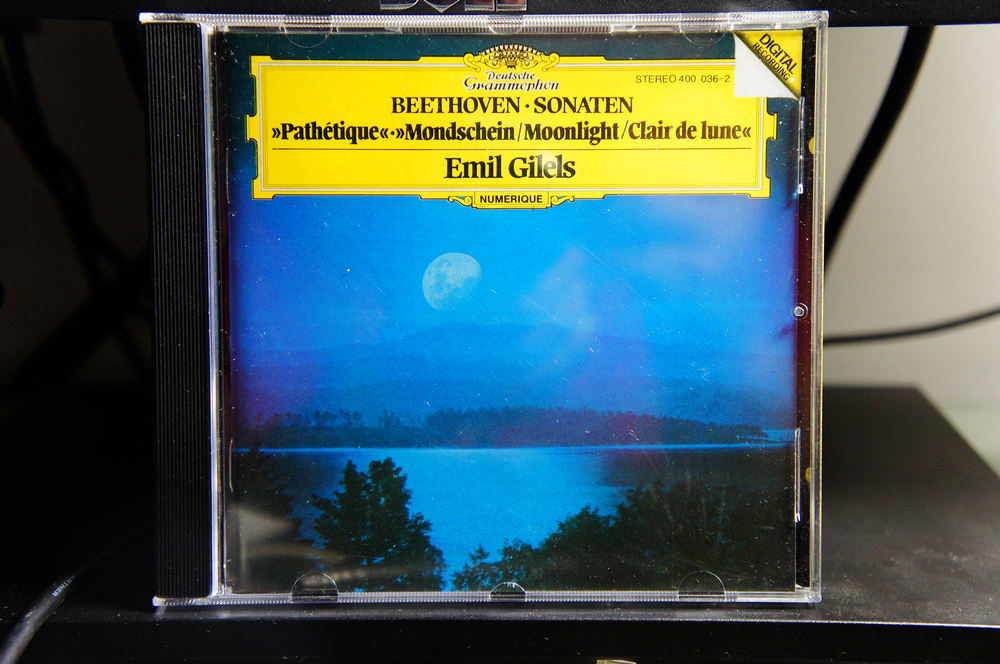 DIGITAL
RECORDING
Deutsche
Grammophon
STEREO 400 036-2
BEETHOVEN · SONATEN
»Pathétique«·»Mondschein/Moonlight/Clair de lune«
Emil Gilels
NUMERIQUE